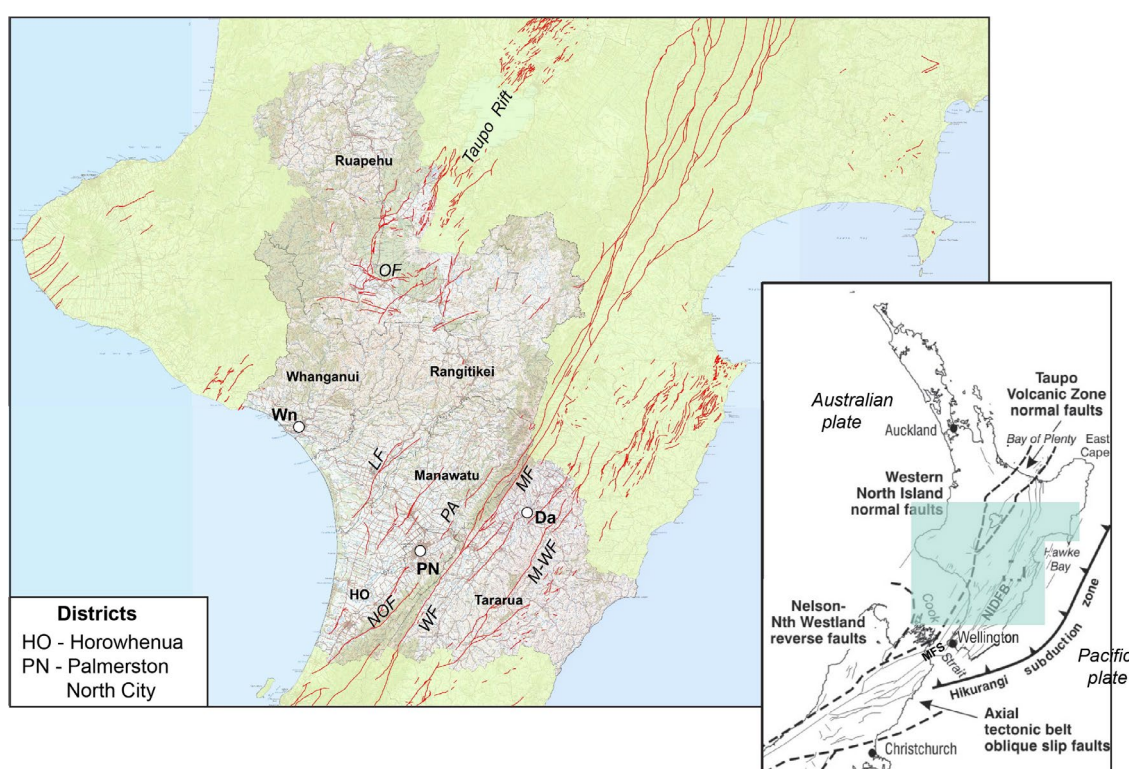 Taupo Rift
Ruapehu
OF
Whanganui
Rangitikei
Wn
LF
Manawatu
MF
PA
Da
PN
M-WF
HO
NOF
WF
Tararua
Districts
HO - Horowhenua
PN - Palmerston
North City
Australian
plate
Auckland
Taupo
Volcanic Zone
normal faults
Bay of Plenty
East
Cape
Western
North Island
normal faults
Hawke
Bay
NIDFB
Nelson-
Nth Westland
reverse faults
Cook
Strait
MFS
Wellington
Hikurangi subduction zone
Pacific
plate
Axial
tectonic belt
oblique slip faults
Christchurch